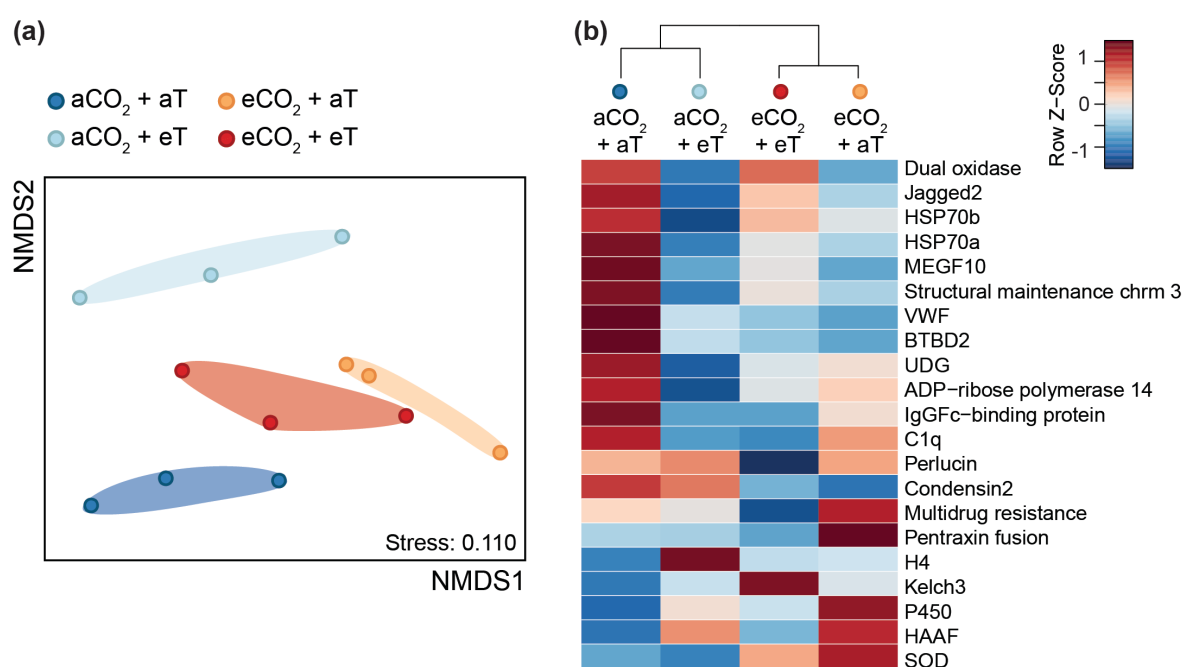 (a)
aCO₂ + aT
eCO₂ + aT
aCO₂ + eT
eCO₂ + eT
NMDS2
Stress: 0.110
NMDS1
(b)
aCO₂
+ aT
aCO₂
+ eT
eCO₂
+ eT
eCO₂
+ aT
Row Z-Score
1
0
-1
Dual oxidase
Jagged2
HSP70b
HSP70a
MEGF10
Structural maintenance chrm 3
VWF
BTBD2
UDG
ADP−ribose polymerase 14
IgGFc−binding protein
C1q
Perlucin
Condensin2
Multidrug resistance
Pentraxin fusion
H4
Kelch3
P450
HAAF
SOD